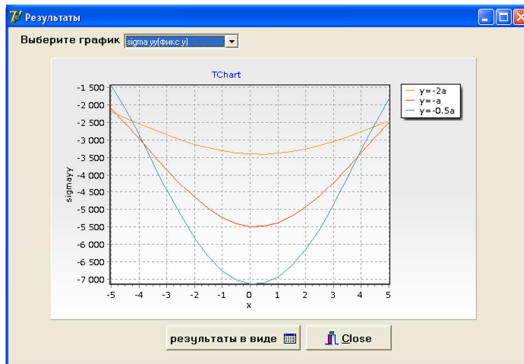 Результаты
Выберите график sigma yy(Фикс y)
TChart
-1 500
-2 000
-2 500
-3 000
-3 500
-4 000
-4 500
-5 000
-5 500
-6 000
-6 500
-7 000
sigmayy
-5 -4 -3 -2 -1 0 1 2 3 4 5
x
y=-2a
y=-a
y=-0.5a
результаты в виде
Close